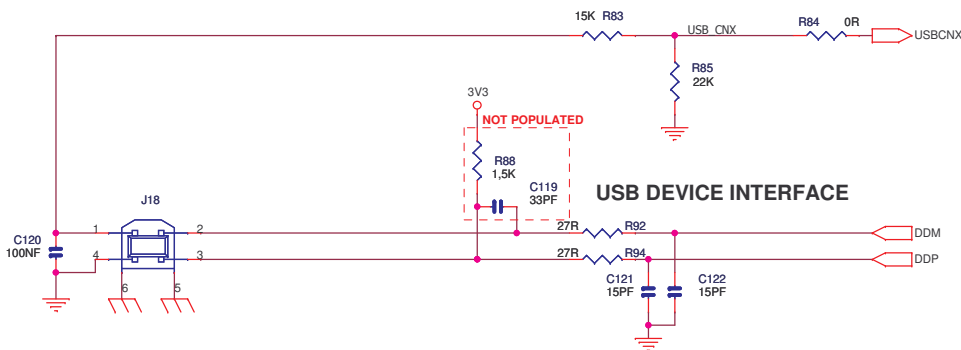 15K R83
R84 0R
USB_CNX
USBCNX
R85
22K
3V3
NOT POPULATED
R88
1,5K
C119
33PF
USB DEVICE INTERFACE
J18
1
2
27R R92
DDM
C120
100NF
4
3
27R R94
DDP
6
5
C121
15PF
C122
15PF